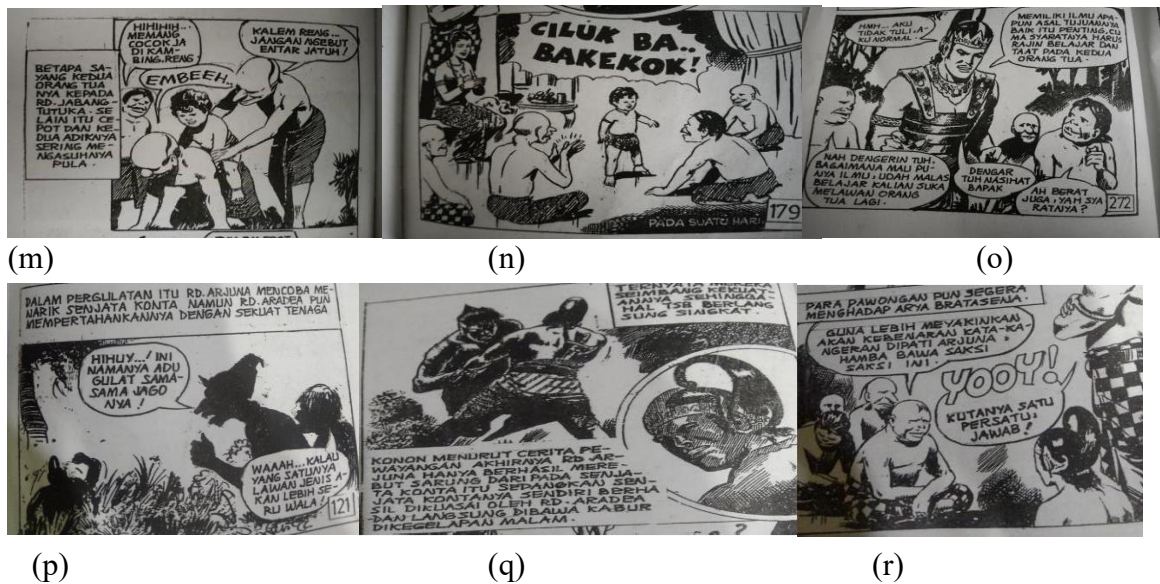 BETAPA SA-
YANG KEDUA
ORANG TUA
NYA KEPADA
RD. JABANG-
TUTUKA. SE
LAIN ITU CE
POT DAN KE
DUA ADIKNYA
SERING ME-
NGASUHNYA
PULA.
HIHIHIH..
MEMANG
COCOK JA
DI KAM-
BING, RENG
EMBEEH..
KALEM RENG...
JANGAN NGEBUT
ENTAR JATUH!
(m)
CILUK BA..
BAKEKOK!
PADA SUATU HARI
179
(n)
HMH... AKU
TIDAK TULI, A-
KU NORMAL.
MEMILIKI ILMU APA-
PUN ASAL TUJUANNYA
BAIK ITU PENTING, CU
MA SYARATNYA HARUS
RAJIN BELAJAR DAN
TAAT PADA KEDUA
ORANG TUA.
NAH DENGERIN TUH.
BAGAIMANA MAU PU-
NYA ILMU, UDAH MALAS
BELAJAR KALIAN SUKA
MELAWAN ORANG
TUA LAGI.
DENGAR
TUH NASIHAT
BAPAK
AH BERAT
JUGA, YAH SYA
RATNYA?
272
(o)
DALAM PERGULATAN ITU RD. ARJUNA MENCOBA ME-
NARIK SENJATA KONTA, NAMUN RD. ARADEA PUN
MEMPERTAHANKANNYA DENGAN SEKUAT TENAGA
HIHUY...! INI
NAMANYA ADU
GULAT SAMA-
SAMA JAGO
NYA!
WAAAH... KALAU
YANG SATUNYA
LAWAN JENIS A-
KAN LEBIH SE-
RU WALA!
121
(p)
SEIMBANG KEKUAT-
ANNYA SEHINGGA
HAL TSB BERLANG
SUNG SINGKAT.
KONON MENURUT CERITA PE-
WAYANGAN AKHIRNYA RD AR-
JUNA HANYA BERHASIL MERE-
BUT SARUNG DARI PADA SENJA-
TA KONTA ITU SEDANGKAN SEN-
JATA KONTANYA SENDIRI BERHA
SIL DIKUASAI OLEH RD ARADEA
DAN LANGSUNG DIBAWA KABUR
DIKEGELAPAN MALAM.
(q)
PARA PAWONGAN PUN SEGERA
MENGHADAP ARYA BRATASENA.
GUNA LEBIH MEYAKINKAN
AKAN KEBENARAN KATA-KA-
NGERAN DIPATI ARJUNA,
HAMBA BAWA SAKSI
SAKSI INI.
YOOY!
KUTANYA SATU
PERSATU,
JAWAB!
(r)